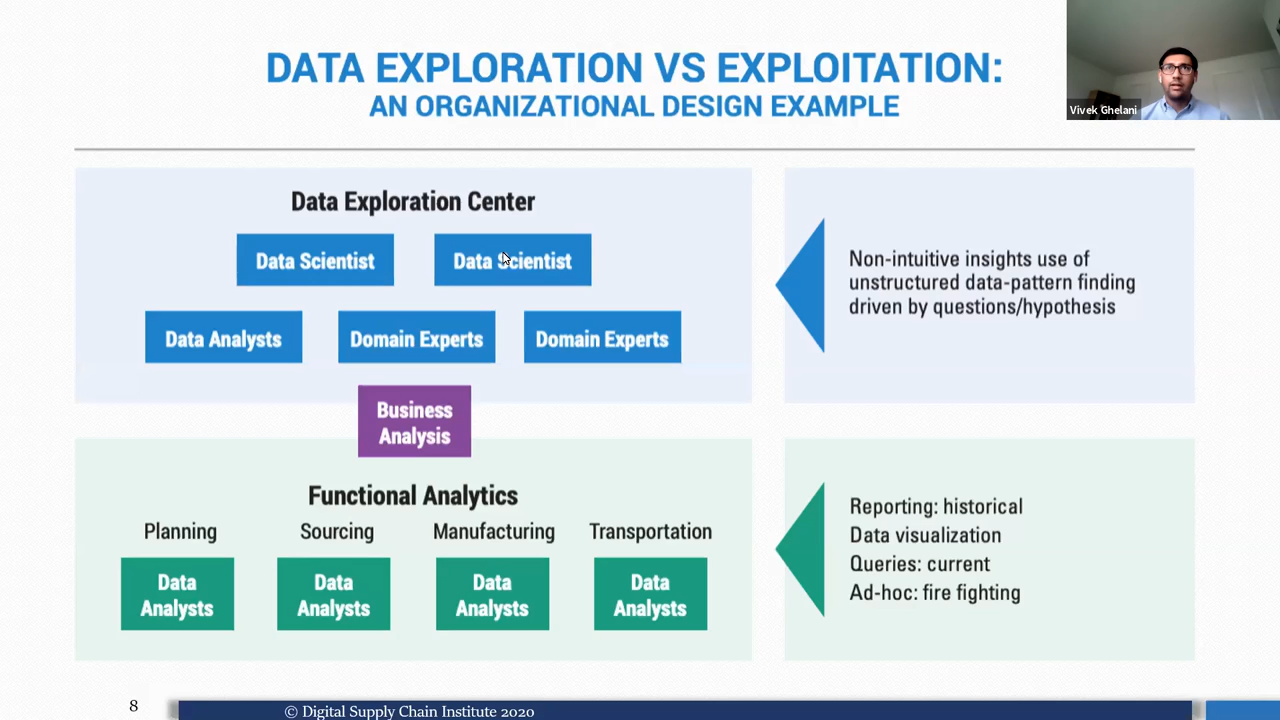 DATA EXPLORATION VS EXPLOITATION:
AN ORGANIZATIONAL DESIGN EXAMPLE
Vivek Ghelani
Data Exploration Center
Data Scientist
Data Scientist
Data Analysts
Domain Experts
Domain Experts
Non-intuitive insights use of
unstructured data-pattern finding
driven by questions/hypothesis
Business
Analysis
Functional Analytics
Planning
Sourcing
Manufacturing
Transportation
Data
Analysts
Data
Analysts
Data
Analysts
Data
Analysts
Reporting: historical
Data visualization
Queries: current
Ad-hoc: fire fighting
8
© Digital Supply Chain Institute 2020